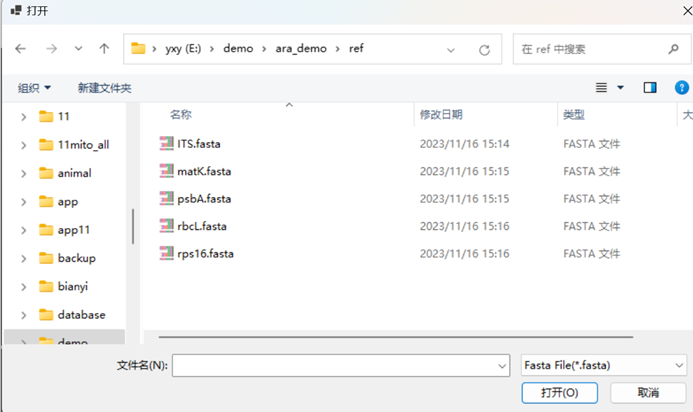 打开
yxy (E:) demo ara_demo ref
在 ref 中搜索
组织 新建文件夹
名称 修改日期 类型 大
11
11mito_all
animal
app
app11
backup
bianyi
database
demo
ITS.fasta 2023/11/16 15:14 FASTA 文件
matK.fasta 2023/11/16 15:15 FASTA 文件
psbA.fasta 2023/11/16 15:15 FASTA 文件
rbcL.fasta 2023/11/16 15:16 FASTA 文件
rps16.fasta 2023/11/16 15:16 FASTA 文件
文件名(N):
Fasta File(*.fasta)
打开(O) 取消